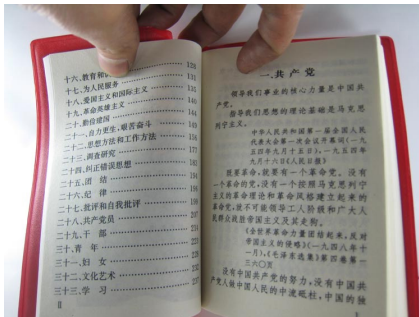 十六、教育和 ……… 128
十七、为人民服务 ……… 131
十八、爱国主义和国际主义 ………
十九、革命英雄主义 ………
二十、勤俭建国 ………
二十一、自力更生，艰苦奋斗 ………
二十二、思想方法和工作方法 ………
二十三、调查研究 ………
二十四、纠正错误思想 ………
二十五、团 结 ………
二十六、纪 律 ………
二十七、批评和自我批评 ………
二十八、共产党员 ………
二十九、干 部 ………
三十、青 年 ………
三十一、妇 女 ………
三十二、文化艺术 ………
三十三、学 习 ………
II
一、共 产 党
领导我们事业的核心力量是中国共
产党。
指导我们思想的理论基础是马克思
列宁主义。
中华人民共和国第一届全国人民
代表大会第一次会议开幕词（一
九五四年九月十五日），一九五四年
九月十六日《人民日报》
既要革命，就要有一个革命党。没有
一个革命的党，没有一个按照马克思列宁
主义的革命理论和革命风格建立起来的
革命党，就不可能领导工人阶级和广大人
民群众战胜帝国主义及其走狗。
《全世界革命力量团结起来，反对
帝国主义的侵略》（一九四八年十
一月），《毛泽东选集》第四卷第一
三六〇页
没有中国共产党的努力，没有中国共
产党人做中国人民的中流砥柱，中国的独